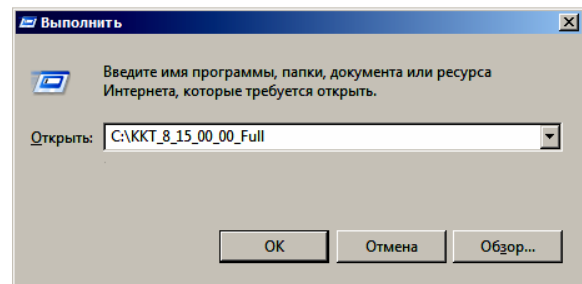 Выполнить
Введите имя программы, папки, документа или ресурса
Интернета, которые требуется открыть.
Открыть: C:\KKT_8_15_00_00_Full
OK Отмена Обзор...